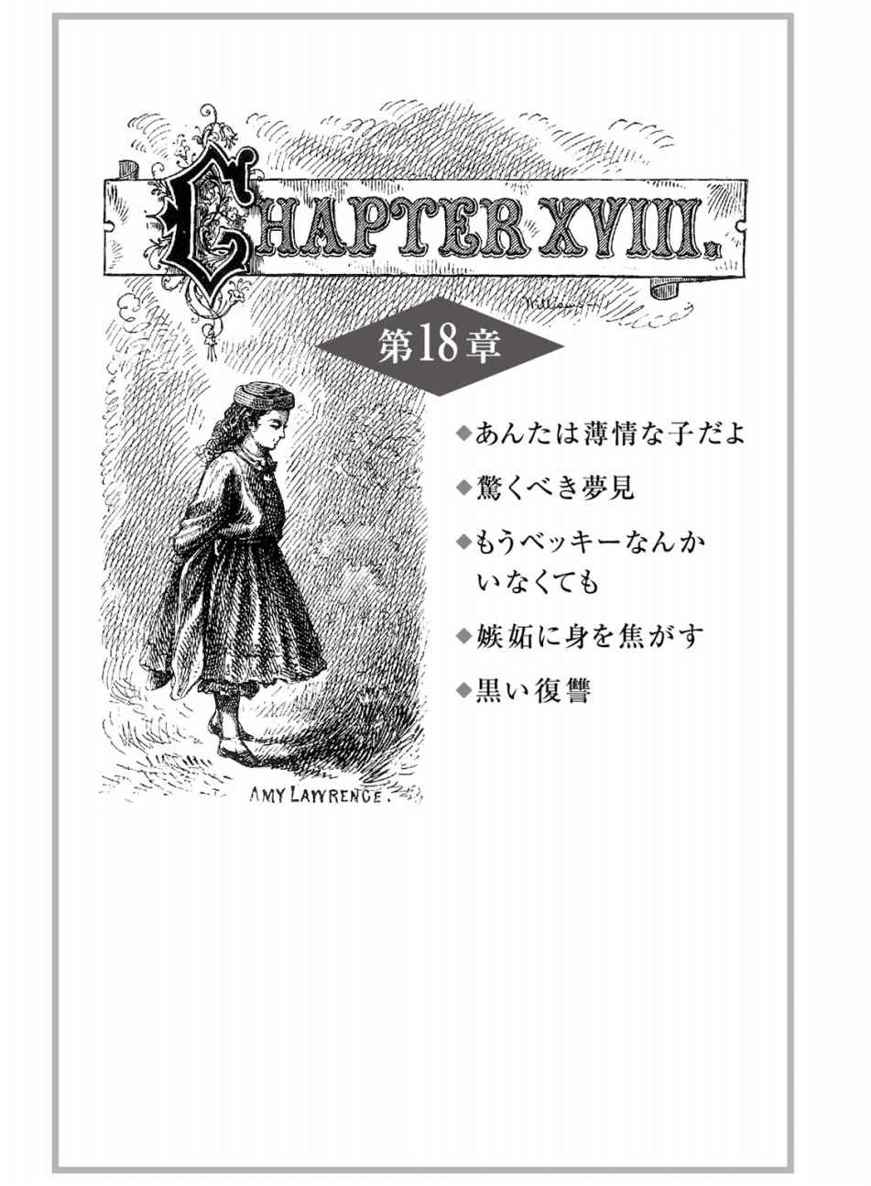 CHAPTER XVIII.
Williams
第18章
◆あんたは薄情な子だよ
◆驚くべき夢見
◆もうベッキーなんか
いなくても
◆嫉妬に身を焦がす
◆黒い復讐
AMY LAWRENCE.